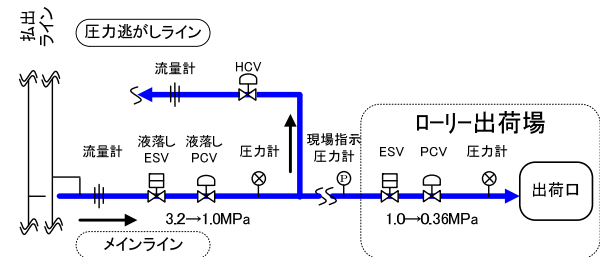 払出
ライン
圧力逃がしライン
流量計
HCV
ローリー出荷場
流量計
液落し
ESV
液落し
PCV
圧力計
現場指示
圧力計
P
ESV
PCV
圧力計
出荷口
3.2→1.0MPa
1.0→0.36MPa
メインライン